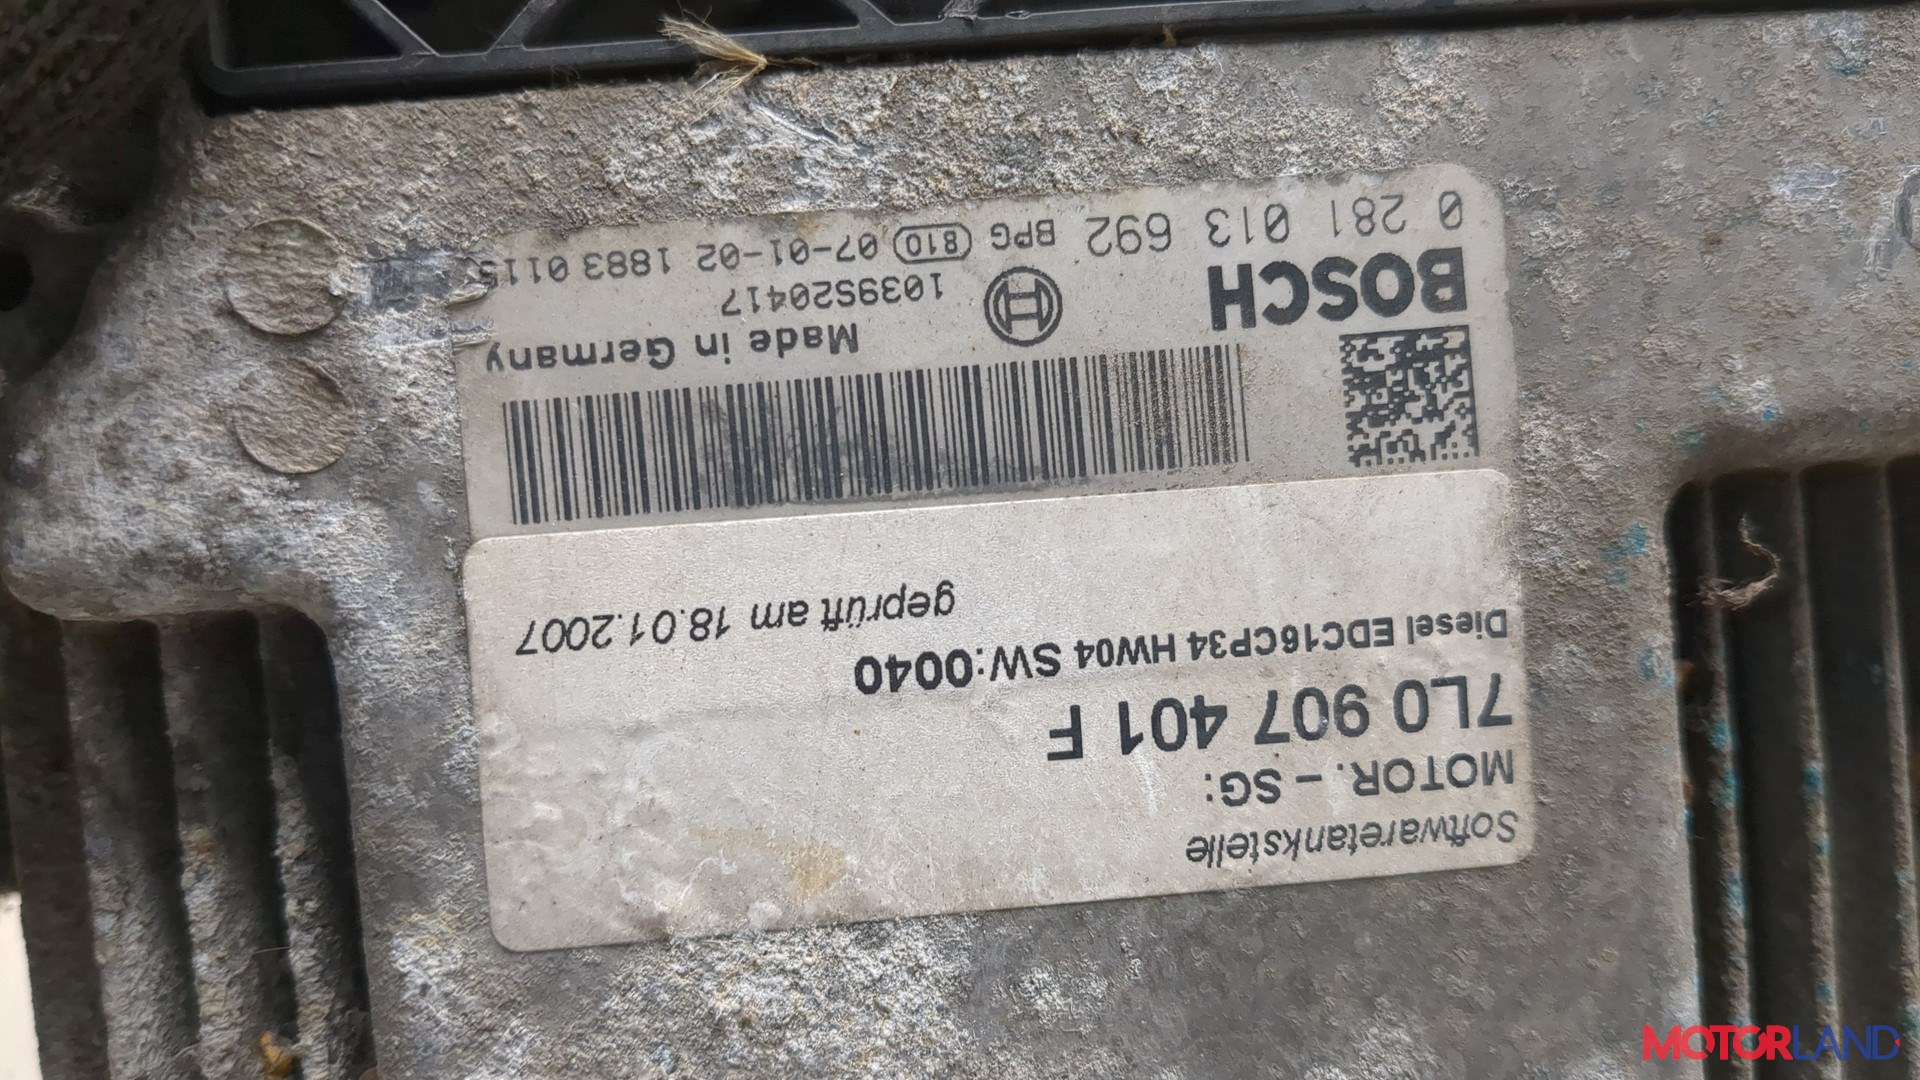 Softwaretankstelle
MOTOR. - SG:
7L0 907 401 F
Diesel EDC16CP34 HW04 SW:0040
geprüft am 18.01.2007
BOSCH
Made in Germany
1039S20417
0 281 013 692 BPG 810 07-01-02 1883 0115
MOTORLAND